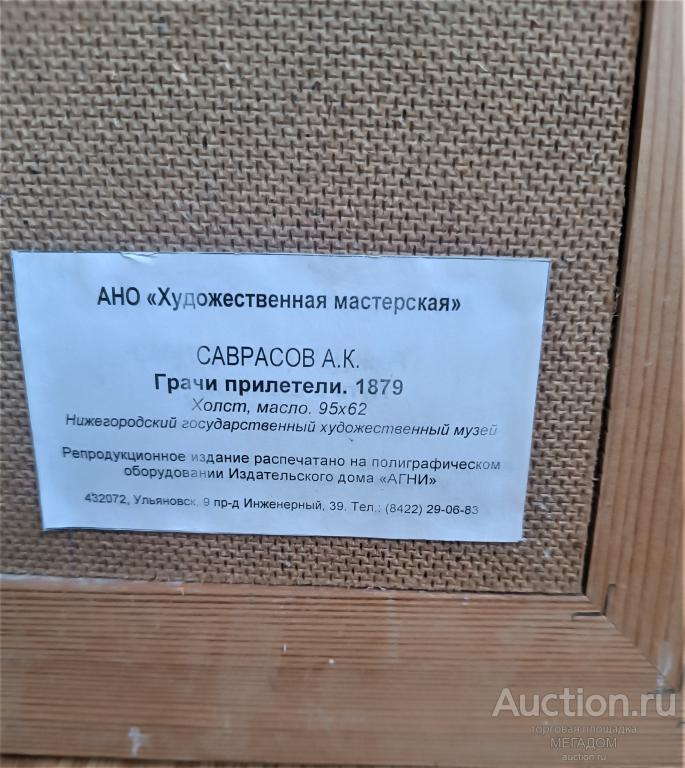 АНО «Художественная мастерская»
САВРАСОВ А.К.
Грачи прилетели. 1879
Холст, масло. 95х62
Нижегородский государственный художественный музей
Репродукционное издание распечатано на полиграфическом
оборудовании Издательского дома «АГНИ»
432072, Ульяновск, 9 пр-д Инженерный, 39. Тел.: (8422) 29-06-83
Auction.ru
торговая площадка
МЕГАДОМ
auction.ru